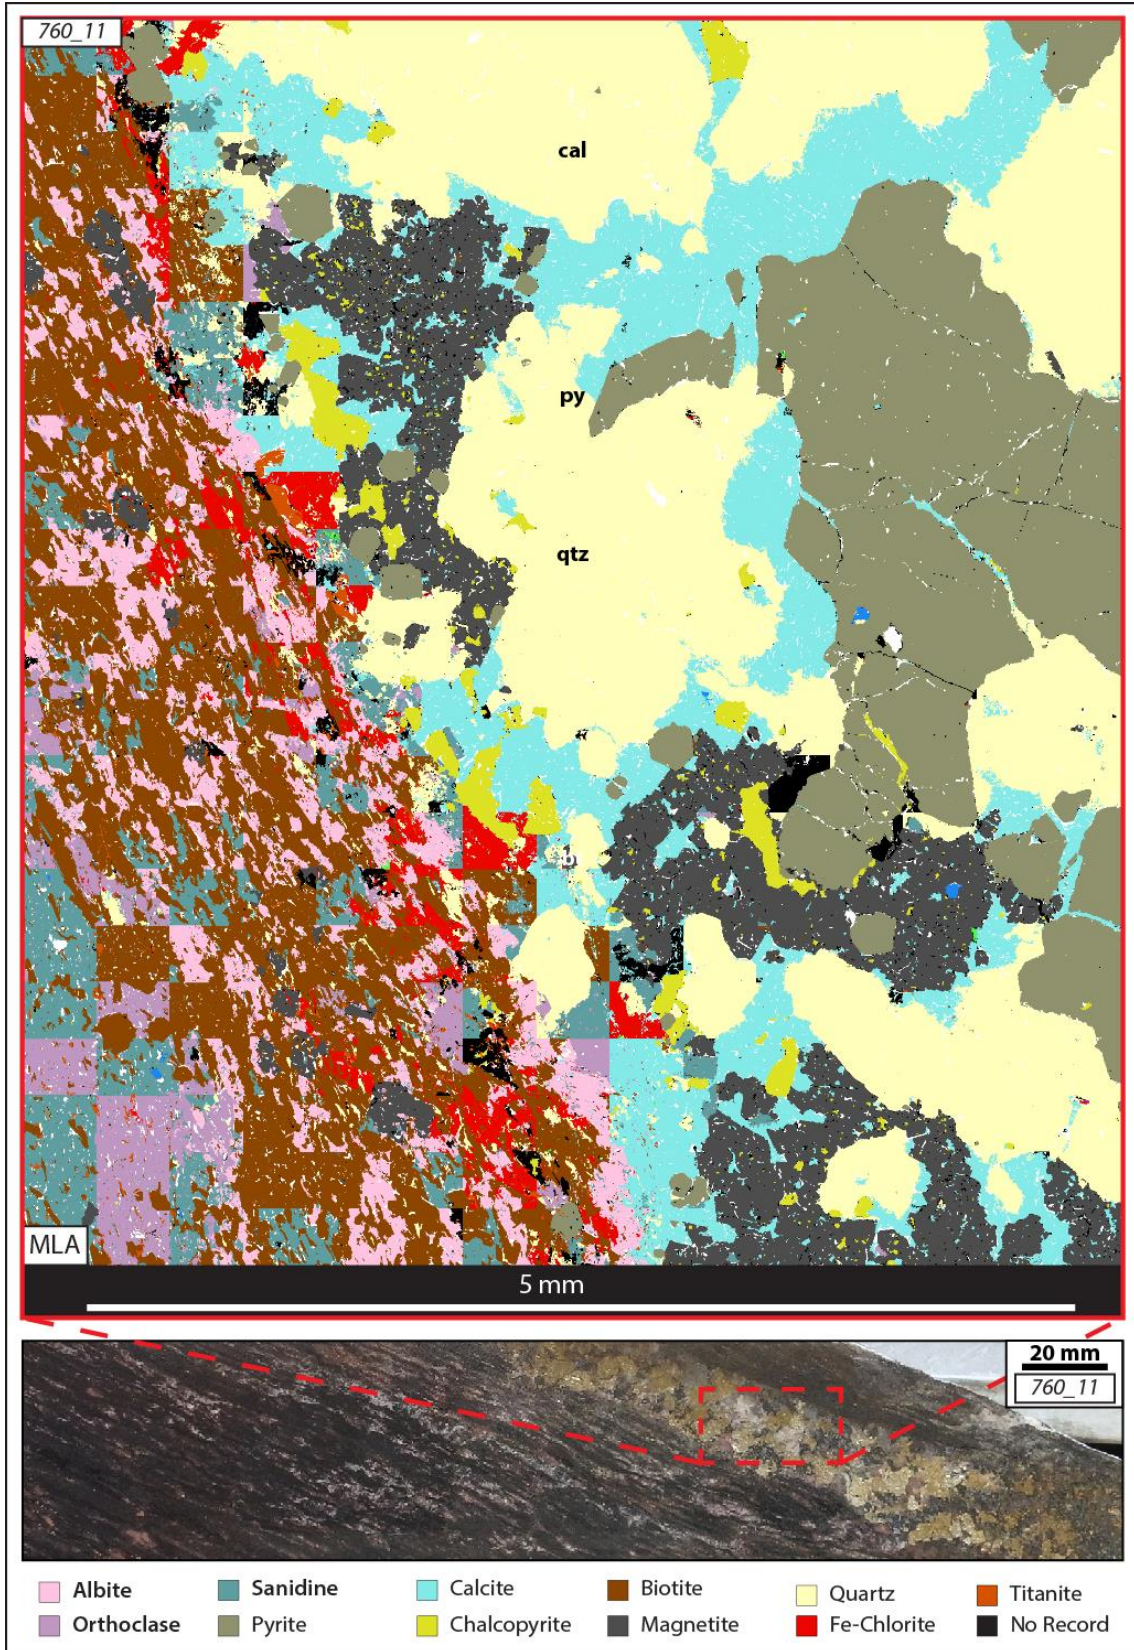 760_11
cal
py
qtz
MLA
5 mm
20 mm
760_11
Albite
Sanidine
Calcite
Biotite
Quartz
Titanite
Orthoclase
Pyrite
Chalcopyrite
Magnetite
Fe-Chlorite
No Record